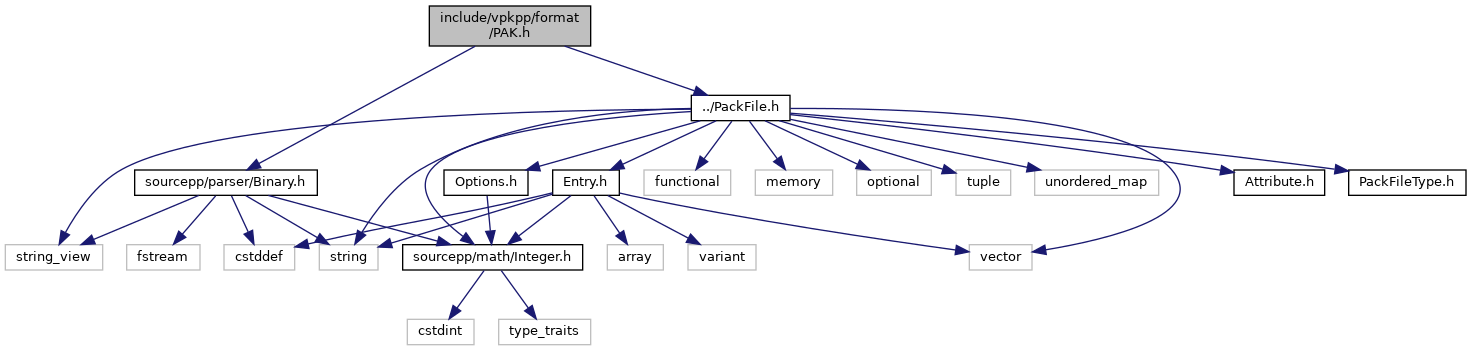 include/vpkpp/format
/PAK.h
../PackFile.h
sourcepp/parser/Binary.h
Options.h
Entry.h
functional
memory
optional
tuple
unordered_map
Attribute.h
PackFileType.h
string_view
fstream
cstddef
string
sourcepp/math/Integer.h
array
variant
vector
cstdint
type_traits